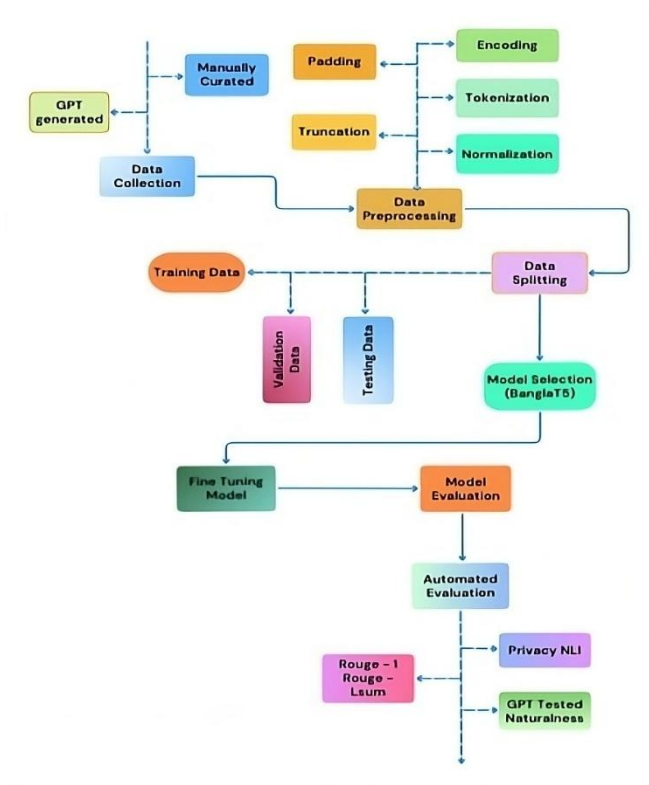 Encoding
Padding
Manually
Curated
GPT
generated
Tokenization
Truncation
Normalization
Data
Collection
Data
Preprocessing
Training Data
Data
Splitting
Validation
Data
Testing Data
Model Selection
(BanglaT5)
Fine Tuning
Model
Model
Evaluation
Automated
Evaluation
Privacy NLI
Rouge - 1
Rouge -
Lsum
GPT Tested
Naturalness